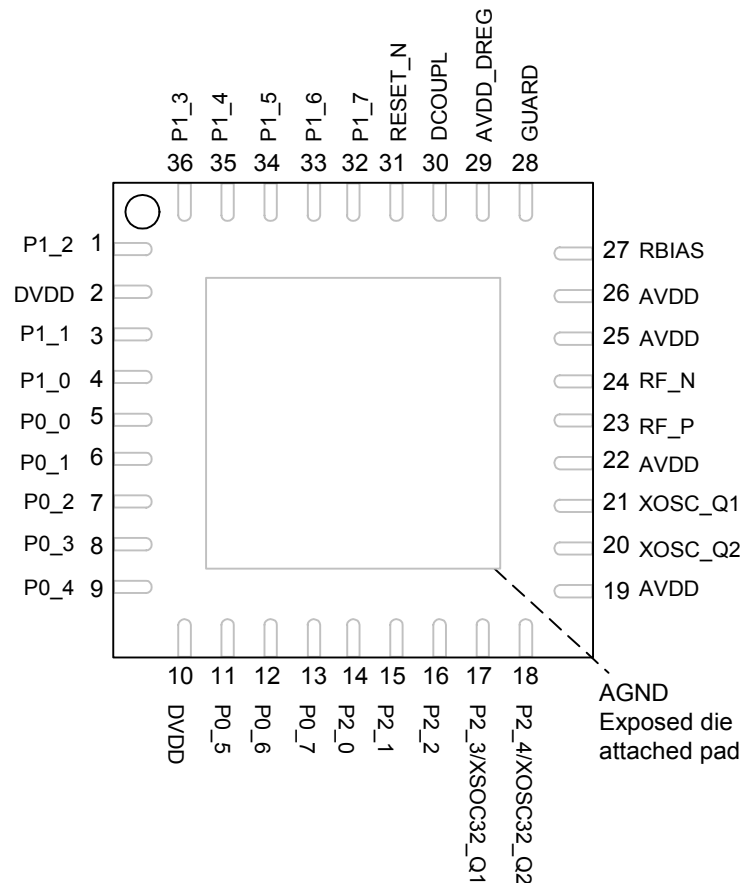 P1_3
P1_4
P1_5
P1_6
P1_7
RESET_N
DCOUPL
AVDD_DREG
GUARD
36 35 34 33 32 31 30 29 28
P1_2 1
DVDD 2
P1_1 3
P1_0 4
P0_0 5
P0_1 6
P0_2 7
P0_3 8
P0_4 9
27 RBIAS
26 AVDD
25 AVDD
24 RF_N
23 RF_P
22 AVDD
21 XOSC_Q1
20 XOSC_Q2
19 AVDD
10 11 12 13 14 15 16 17 18
DVDD
P0_5
P0_6
P0_7
P2_0
P2_1
P2_2
P2_3/XSOC32_Q1
P2_4/XOSC32_Q2
AGND
Exposed die
attached pad